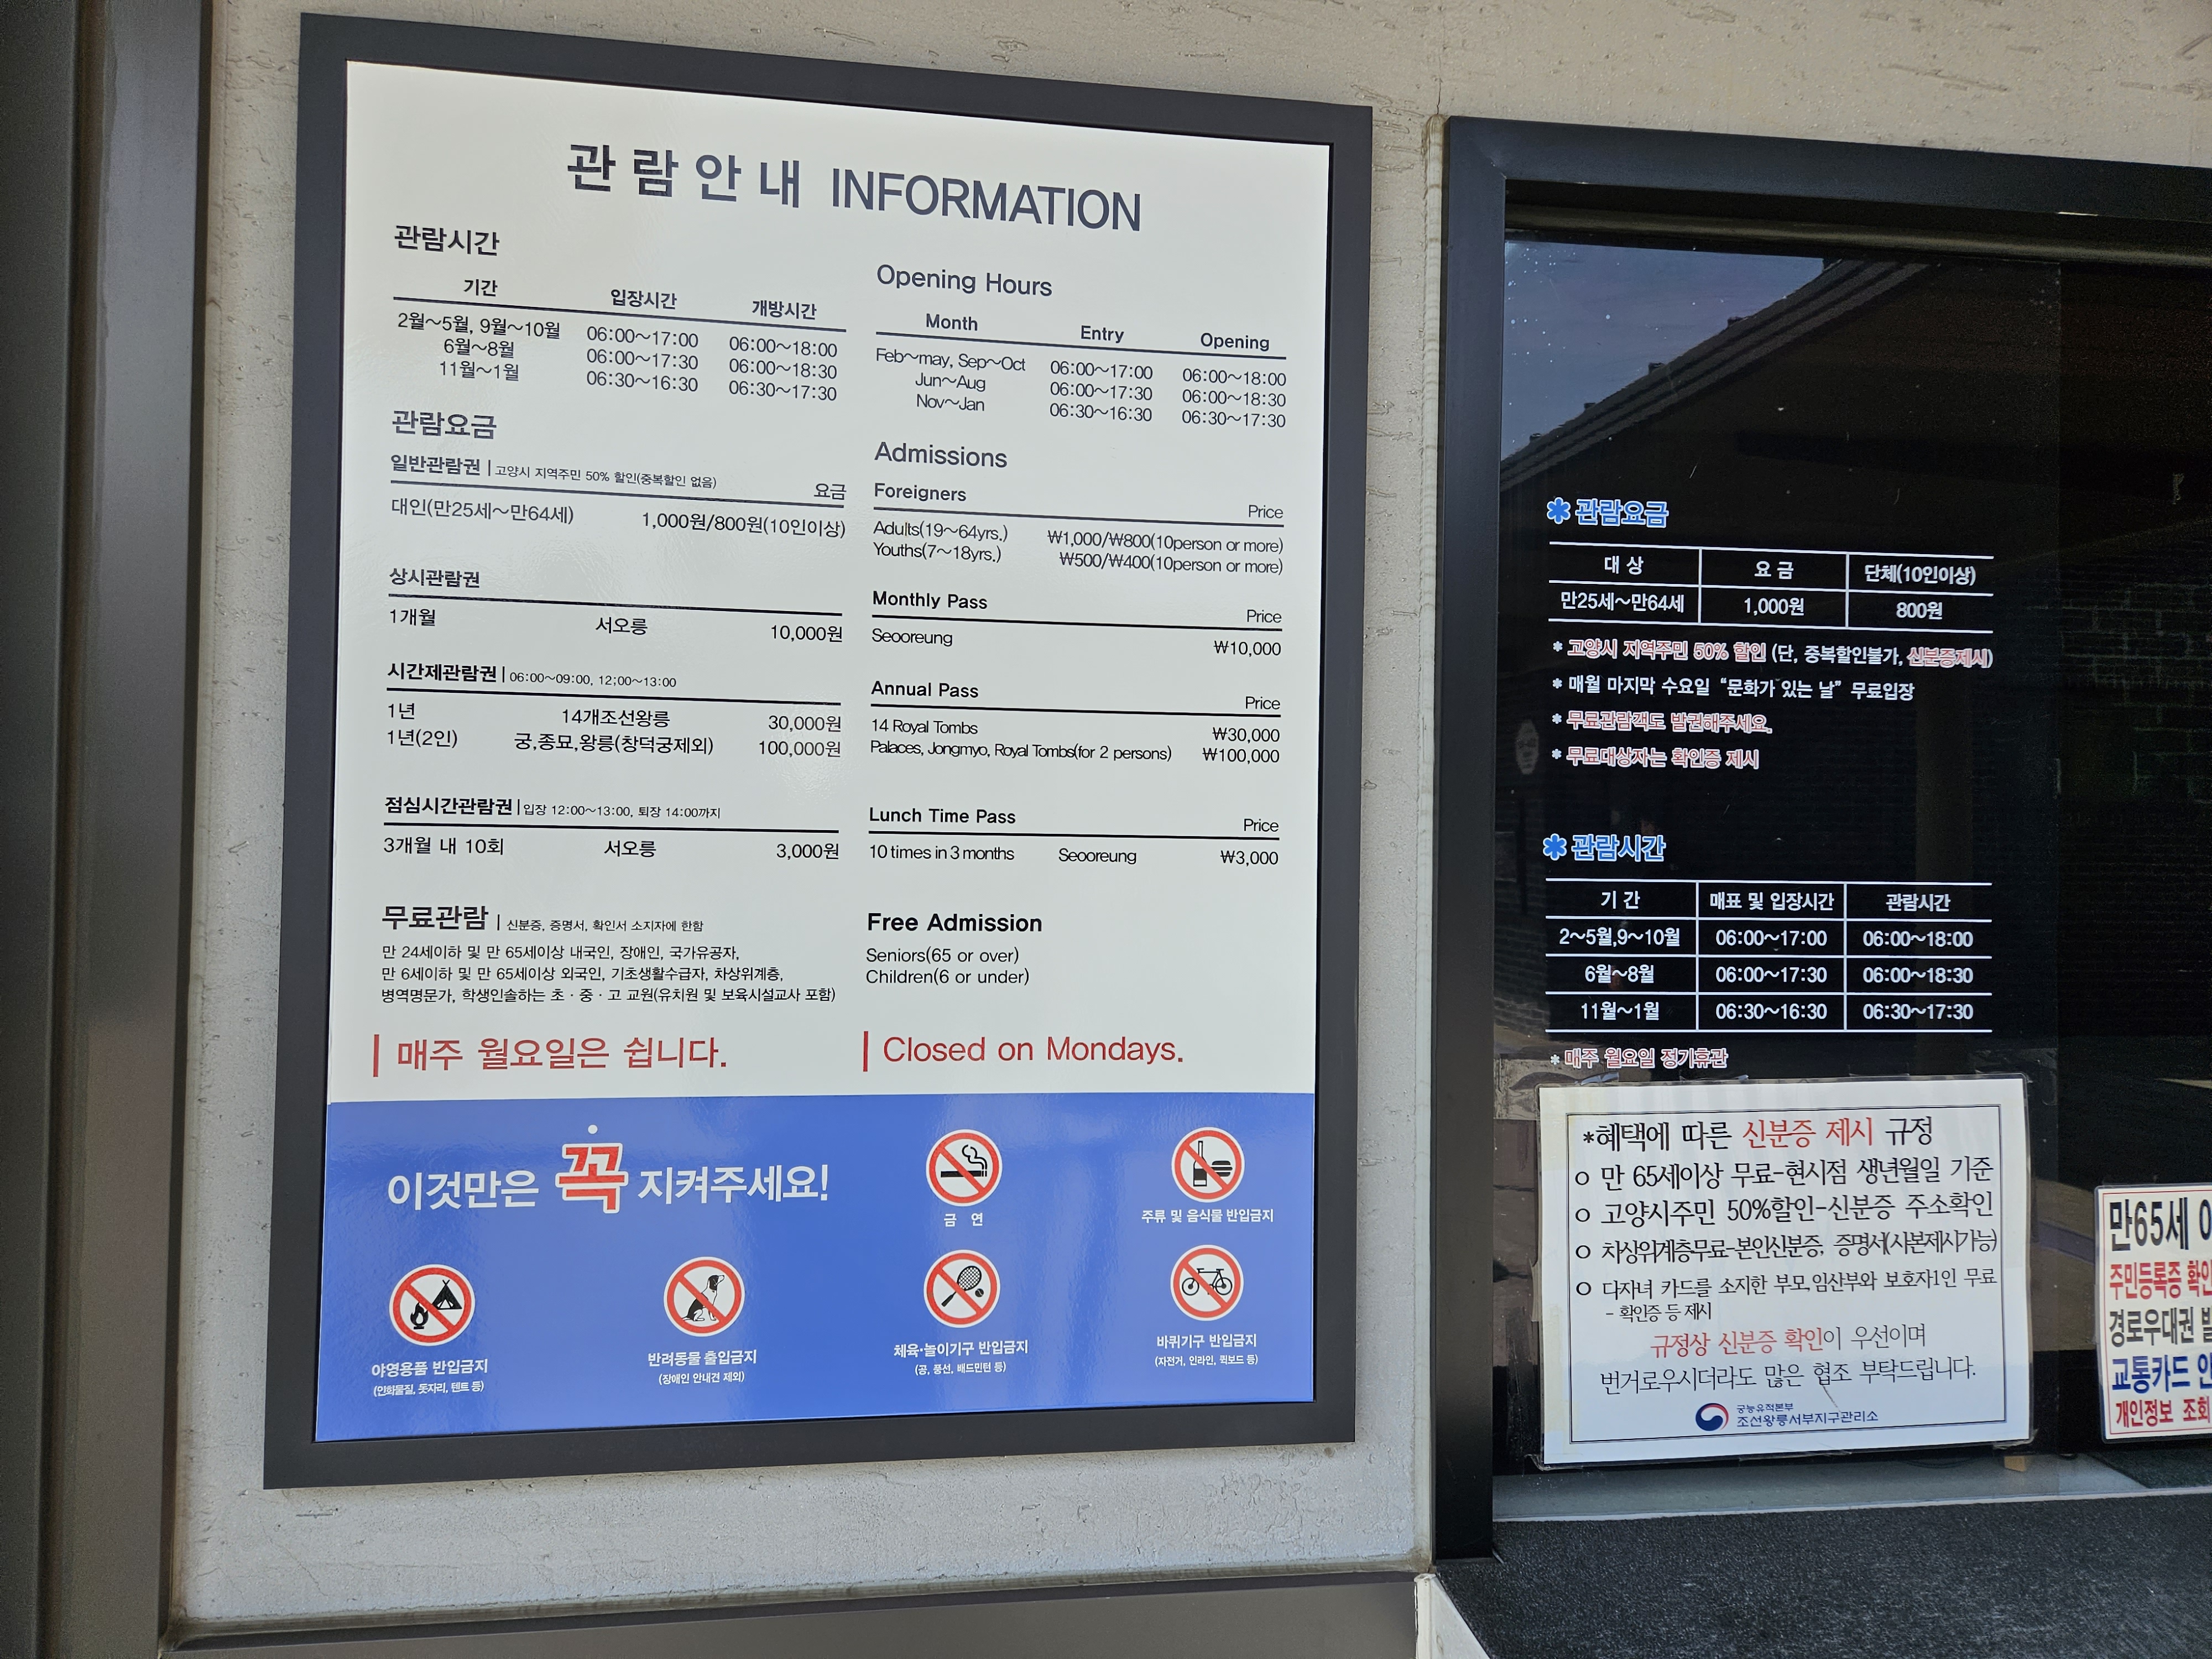 관람안내 INFORMATION
관람시간
기간 입장시간 개방시간
2월~5월, 9월~10월 06:00~17:00 06:00~18:00
6월~8월 06:00~17:30 06:00~18:30
11월~1월 06:30~16:30 06:30~17:30
관람요금
일반관람권 | 고양시 지역주민 50% 할인(중복할인 없음) 요금
대인(만25세~만64세) 1,000원/800원(10인이상)
상시관람권
1개월 서오릉 10,000원
시간제관람권 | 06:00~09:00, 12;00~13:00
1년 14개조선왕릉 30,000원
1년(2인) 궁,종묘,왕릉(창덕궁제외) 100,000원
점심시간관람권 | 입장 12:00~13:00, 퇴장 14:00까지
3개월 내 10회 서오릉 3,000원
무료관람 | 신분증, 증명서, 확인서 소지자에 한함
만 24세이하 및 만 65세이상 내국인, 장애인, 국가유공자,
만 6세이하 및 만 65세이상 외국인, 기초생활수급자, 차상위계층,
병역명문가, 학생인솔하는 초 · 중 · 고 교원(유치원 및 보육시설교사 포함)
매주 월요일은 쉽니다.
Opening Hours
Month Entry Opening
Feb~may, Sep~Oct 06:00~17:00 06:00~18:00
Jun~Aug 06:00~17:30 06:00~18:30
Nov~Jan 06:30~16:30 06:30~17:30
Admissions
Foreigners Price
Adults(19~64yrs.) ₩1,000/₩800(10person or more)
Youths(7~18yrs.) ₩500/₩400(10person or more)
Monthly Pass Price
Seooreung ₩10,000
Annual Pass Price
14 Royal Tombs ₩30,000
Palaces, Jongmyo, Royal Tombs(for 2 persons) ₩100,000
Lunch Time Pass Price
10 times in 3 months Seooreung ₩3,000
Free Admission
Seniors(65 or over)
Children(6 or under)
Closed on Mondays.
이것만은 꼭 지켜주세요!
금 연
주류 및 음식물 반입금지
야영용품 반입금지
(인화물질, 돗자리, 텐트 등)
반려동물 출입금지
(장애인 안내견 제외)
체육·놀이기구 반입금지
(공, 풍선, 배드민턴 등)
바퀴기구 반입금지
(자전거, 인라인, 퀵보드 등)
* 관람요금
대 상 요 금 단체(10인이상)
만25세~만64세 1,000원 800원
* 고양시 지역주민 50% 할인 (단, 중복할인불가, 신분증제시)
* 매월 마지막 수요일 “문화가 있는 날” 무료입장
* 무료관람객도 발권해주세요.
* 무료대상자는 확인증 제시
* 관람시간
기 간 매표 및 입장시간 관람시간
2~5월,9~10월 06:00~17:00 06:00~18:00
6월~8월 06:00~17:30 06:00~18:30
11월~1월 06:30~16:30 06:30~17:30
* 매주 월요일 정기휴관
*혜택에 따른 신분증 제시 규정
ㅇ 만 65세이상 무료-현시점 생년월일 기준
ㅇ 고양시주민 50%할인-신분증 주소확인
ㅇ 차상위계층무료-본인신분증, 증명서(사본제시가능)
ㅇ 다자녀 카드를 소지한 부모,임산부와 보호자1인 무료
- 확인증 등 제시
규정상 신분증 확인이 우선이며
번거로우시더라도 많은 협조 부탁드립니다.
궁능유적본부
조선왕릉서부지구관리소
만65세
주민등록증
경로우대권
교통카드
개인정보 조회